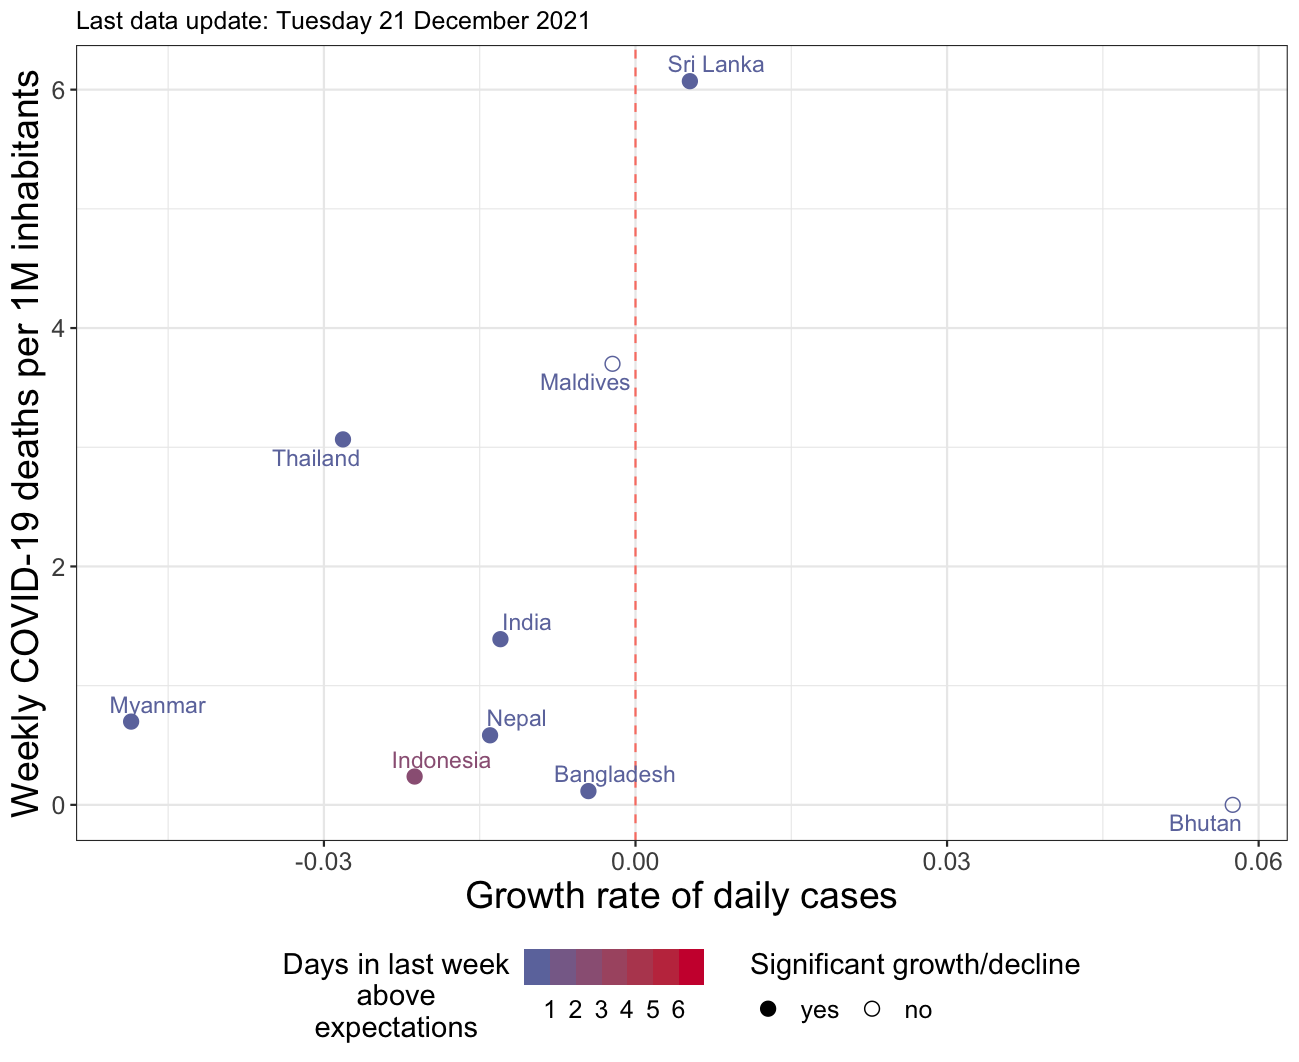 Last data update: Tuesday 21 December 2021
Weekly COVID-19 deaths per 1M inhabitants
6
4
2
0
Sri Lanka
Maldives
Thailand
India
Myanmar
Nepal
Indonesia
Bangladesh
Bhutan
-0.03 0.00 0.03 0.06
Growth rate of daily cases
Days in last week
above
expectations
1 2 3 4 5 6
Significant growth/decline
yes no